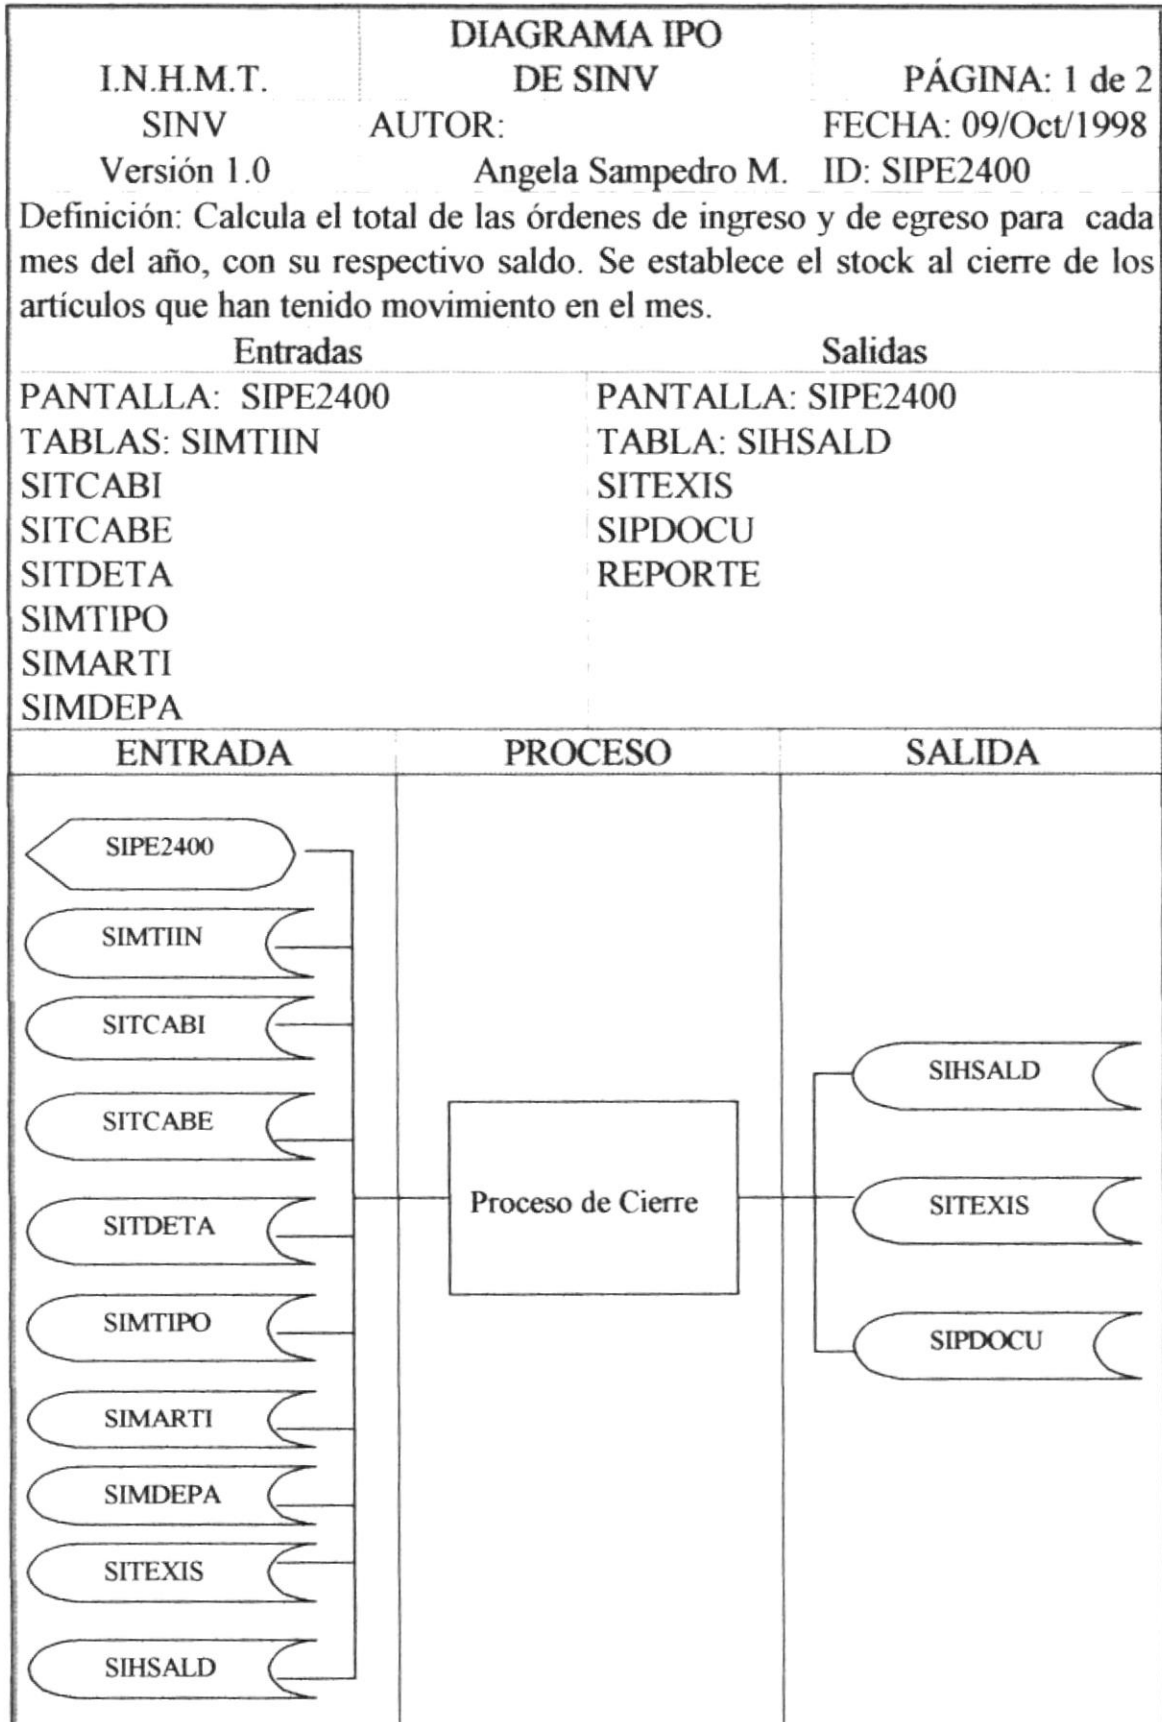 DIAGRAMA IPO
I.N.H.M.T. DE SINV PÁGINA: 1 de 2
SINV AUTOR: FECHA: 09/Oct/1998
Versión 1.0 Angela Sampedro M. ID: SIPE2400
Definición: Calcula el total de las órdenes de ingreso y de egreso para cada
mes del año, con su respectivo saldo. Se establece el stock al cierre de los
artículos que han tenido movimiento en el mes.
Entradas Salidas
PANTALLA: SIPE2400 PANTALLA: SIPE2400
TABLAS: SIMTIIN TABLA: SIHSALD
SITCABI SITEXIS
SITCABE SIPDOCU
SITDETA REPORTE
SIMTIPO
SIMARTI
SIMDEPA
ENTRADA PROCESO SALIDA
SIPE2400
SIMTIIN
SITCABI
SITCABE
SITDETA
SIMTIPO
SIMARTI
SIMDEPA
SITEXIS
SIHSALD
Proceso de Cierre
SIHSALD
SITEXIS
SIPDOCU